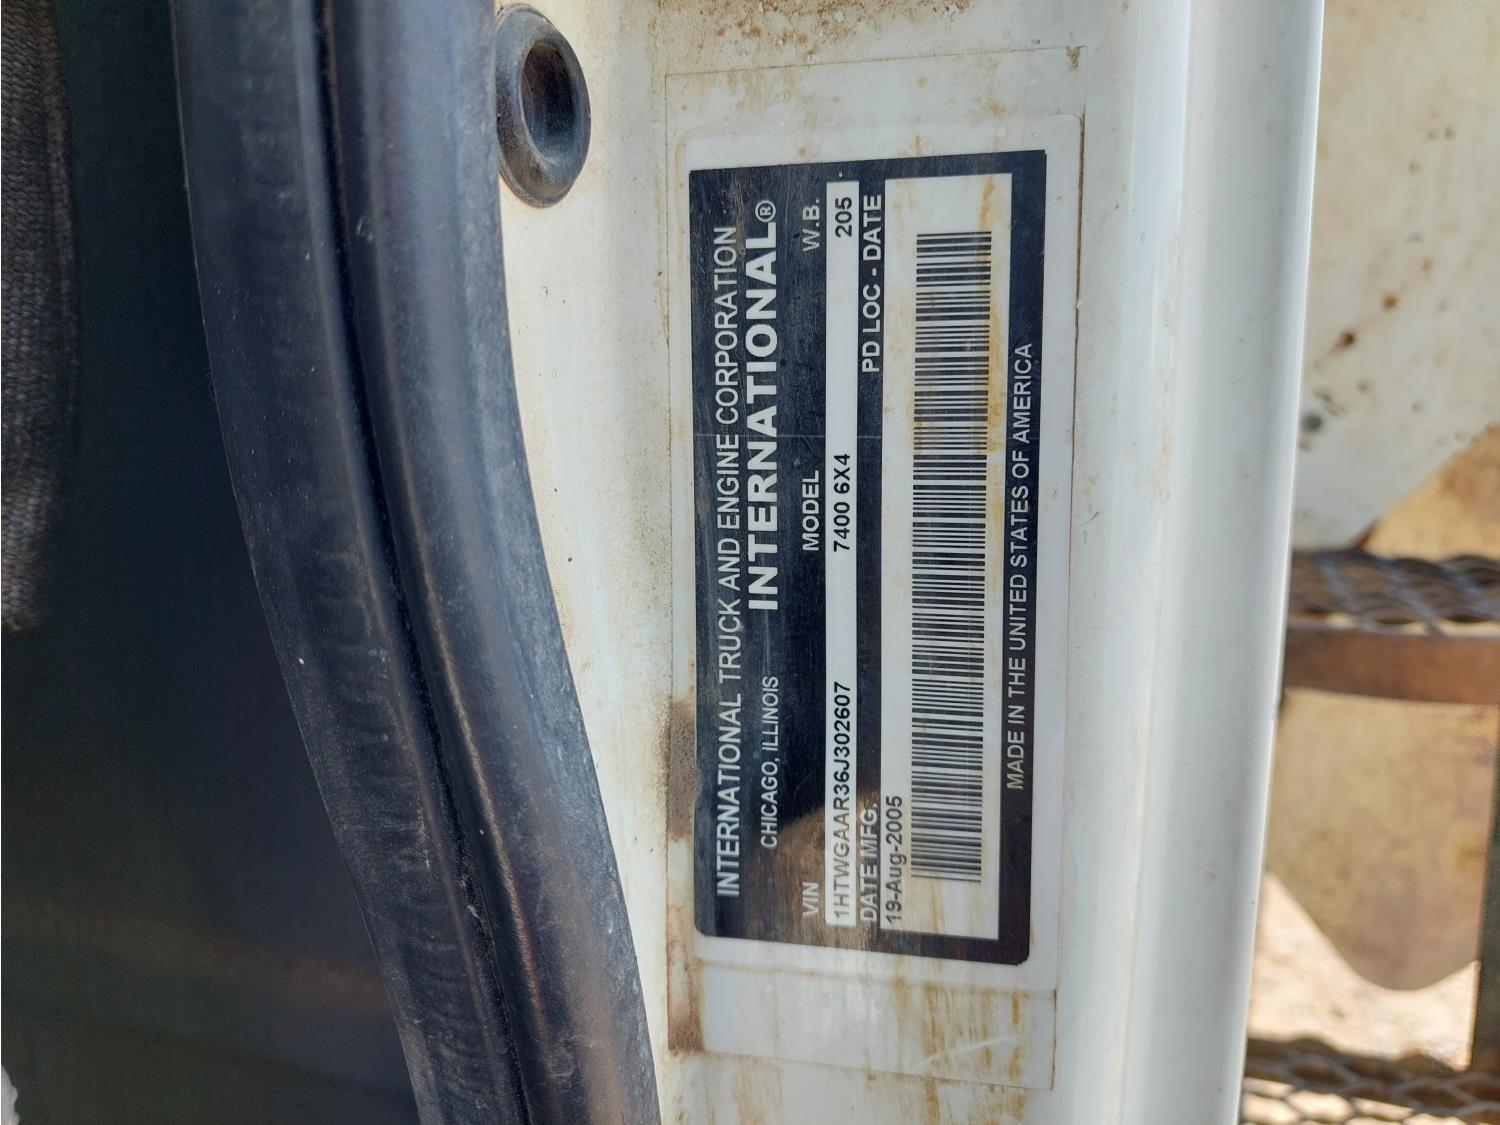 INTERNATIONAL TRUCK AND ENGINE CORPORATION
CHICAGO, ILLINOIS INTERNATIONAL®
VIN MODEL W.B.
1HTWGAAR36J302607 7400 6X4 205
DATE MFG. PD LOC - DATE
19-Aug-2005
MADE IN THE UNITED STATES OF AMERICA